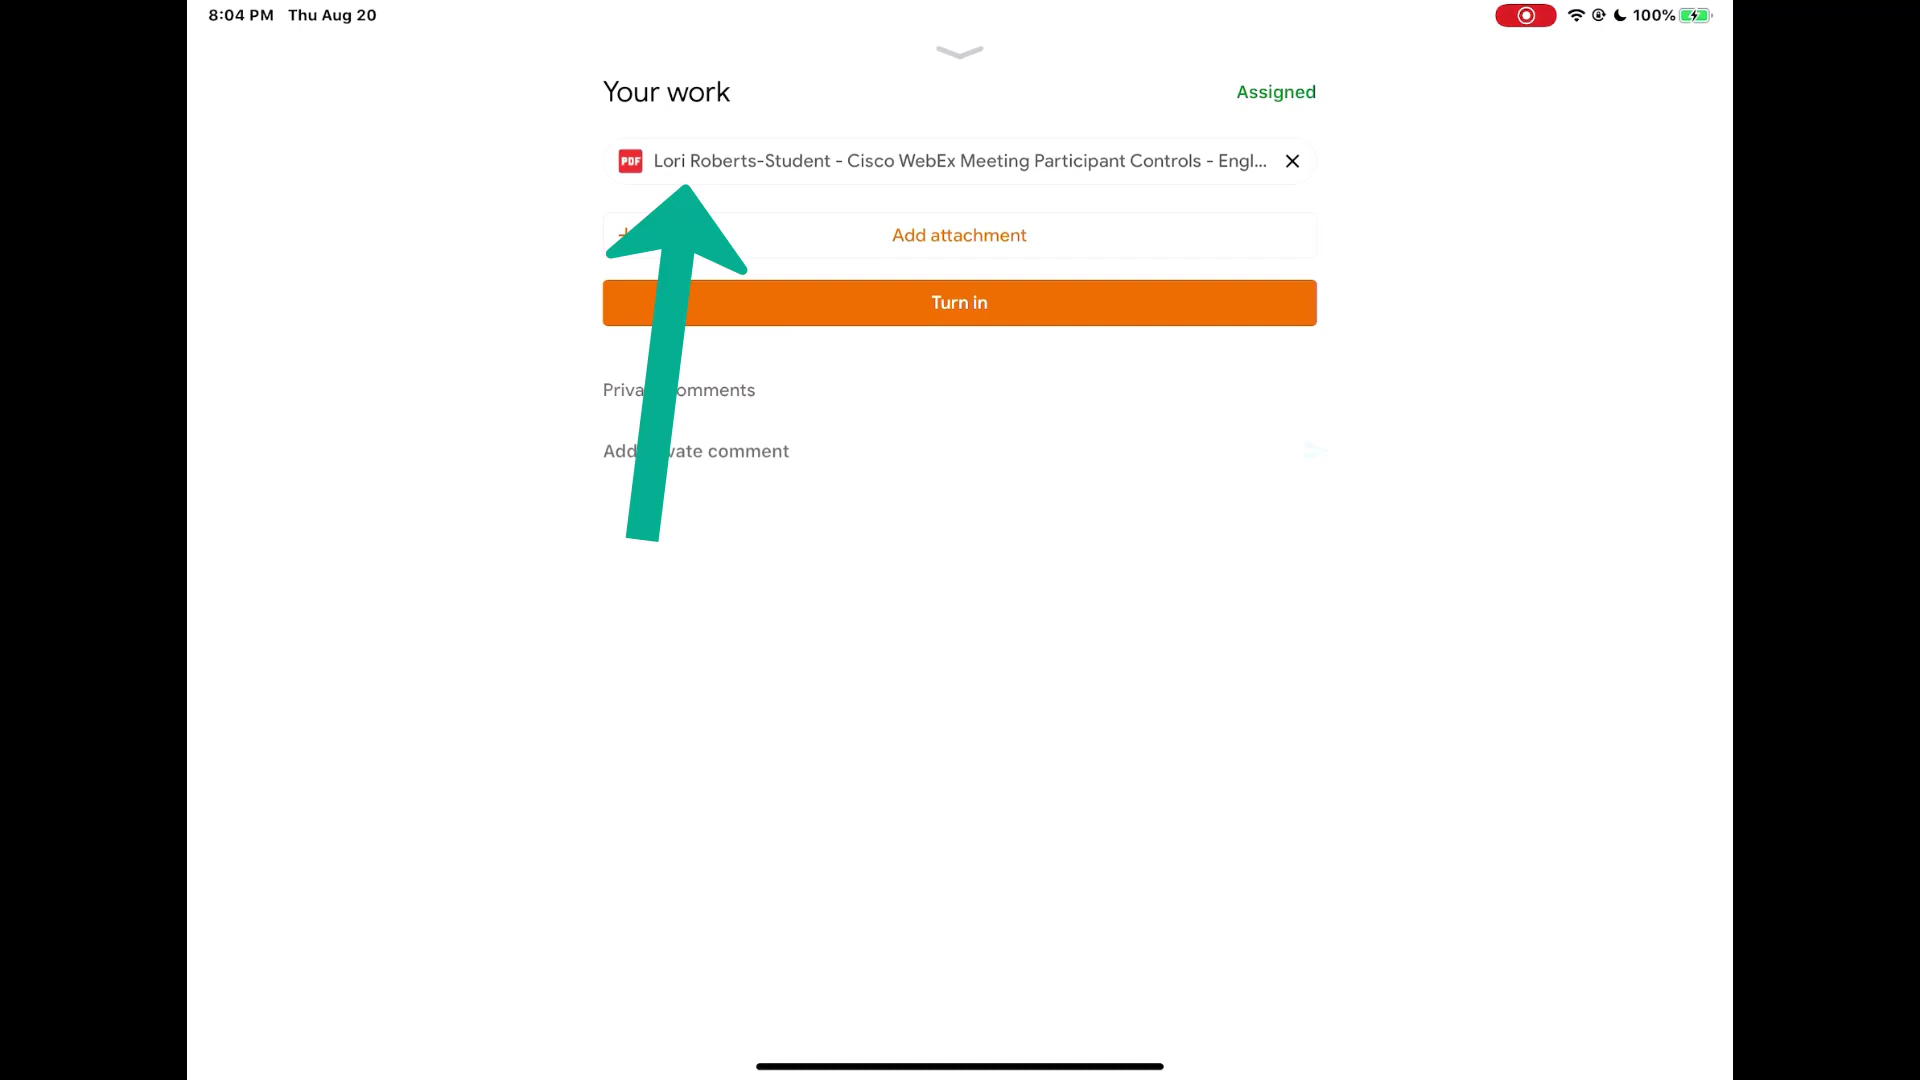 8:04 PM Thu Aug 20
100%
Your work
Assigned
PDF Lori Roberts-Student - Cisco WebEx Meeting Participant Controls - Engl...
Add attachment
Turn in
Priva omments
Add vate comment